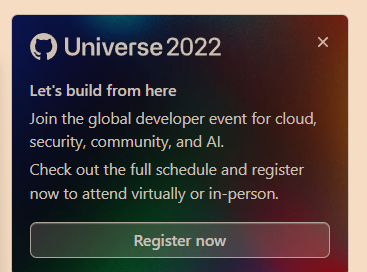 Universe 2022
Let's build from here
Join the global developer event for cloud,
security, community, and AI.
Check out the full schedule and register
now to attend virtually or in-person.
Register now